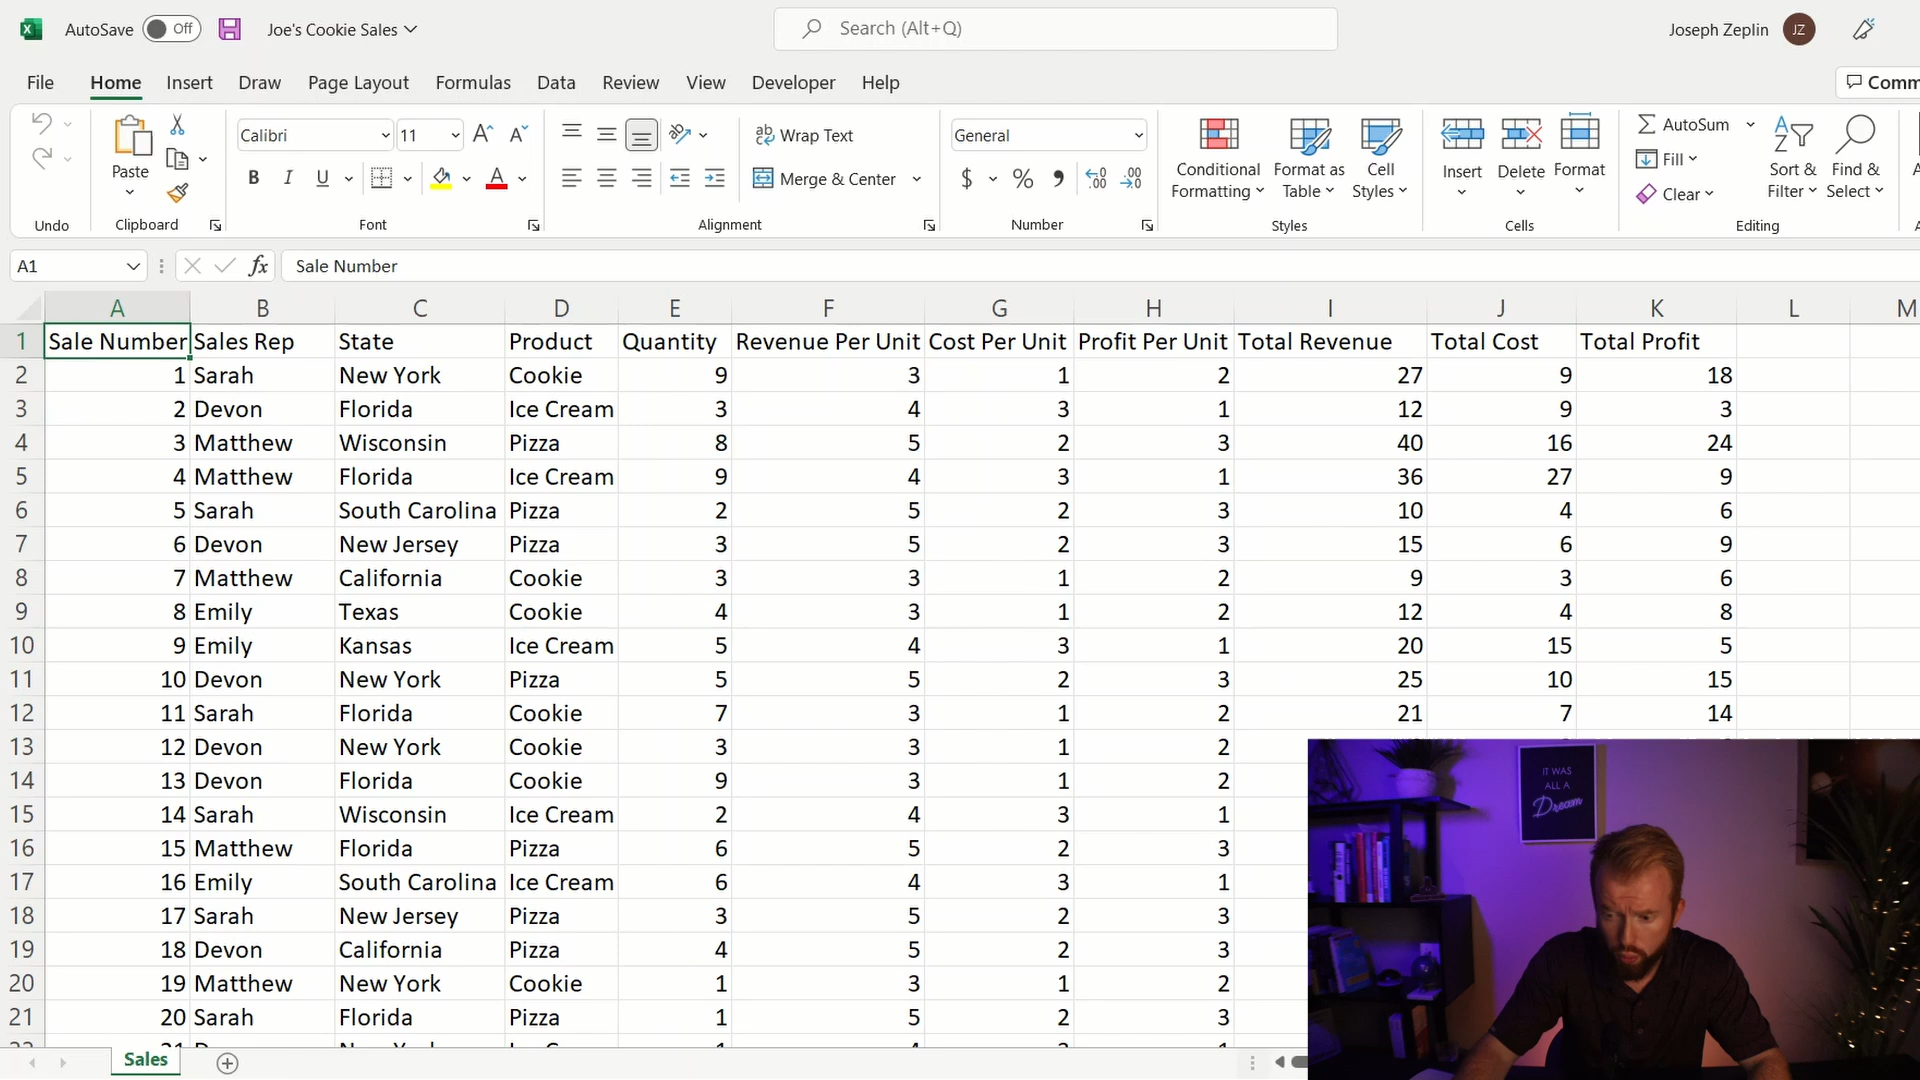 AutoSave Off Joe's Cookie Sales Search (Alt+Q) Joseph Zeplin JZ
File Home Insert Draw Page Layout Formulas Data Review View Developer Help
Calibri 11 Wrap Text General AutoSum
Paste Conditional Formatting Format as Table Cell Styles Insert Delete Format Fill Sort & Filter Find & Select
B I U Merge & Center $ % Clear
Undo Clipboard Font Alignment Number Styles Cells Editing
A1 fx Sale Number
A B C D E F G H I J K L M
1 Sale Number Sales Rep State Product Quantity Revenue Per Unit Cost Per Unit Profit Per Unit Total Revenue Total Cost Total Profit
2 1 Sarah New York Cookie 9 3 1 2 27 9 18
3 2 Devon Florida Ice Cream 3 4 3 1 12 9 3
4 3 Matthew Wisconsin Pizza 8 5 2 3 40 16 24
5 4 Matthew Florida Ice Cream 9 4 3 1 36 27 9
6 5 Sarah South Carolina Pizza 2 5 2 3 10 4 6
7 6 Devon New Jersey Pizza 3 5 2 3 15 6 9
8 7 Matthew California Cookie 3 3 1 2 9 3 6
9 8 Emily Texas Cookie 4 3 1 2 12 4 8
10 9 Emily Kansas Ice Cream 5 4 3 1 20 15 5
11 10 Devon New York Pizza 5 5 2 3 25 10 15
12 11 Sarah Florida Cookie 7 3 1 2 21 7 14
13 12 Devon New York Cookie 3 3 1 2
14 13 Devon Florida Cookie 9 3 1 2
15 14 Sarah Wisconsin Ice Cream 2 4 3 1
16 15 Matthew Florida Pizza 6 5 2 3
17 16 Emily South Carolina Ice Cream 6 4 3 1
18 17 Sarah New Jersey Pizza 3 5 2 3
19 18 Devon California Pizza 4 5 2 3
20 19 Matthew New York Cookie 1 3 1 2
21 20 Sarah Florida Pizza 1 5 2 3
Sales
IT WAS
ALL A
Dream